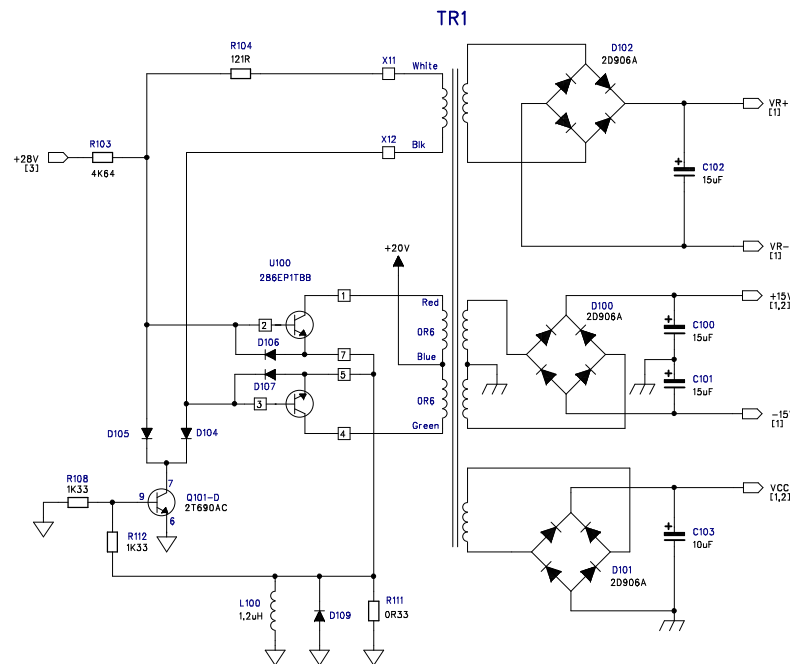 TR1
R104
121R
X11
White
D102
2D906A
VR+
[1]
R103
+28V
[3]
4K64
X12
Blk
C102
15uF
+
VR-
[1]
+20V
U100
286EP1TBB
1
Red
2
0R6
D106
7
Blue
D107
5
3
0R6
4
Green
D100
2D906A
+15V
[1,2]
+
C100
15uF
+
C101
15uF
-15V
[1]
D105
D104
R108
1K33
7
9
Q101-D
2T690AC
6
R112
1K33
VCC
[1,2]
+
C103
10uF
D101
2D906A
L100
1,2uH
D109
R111
0R33